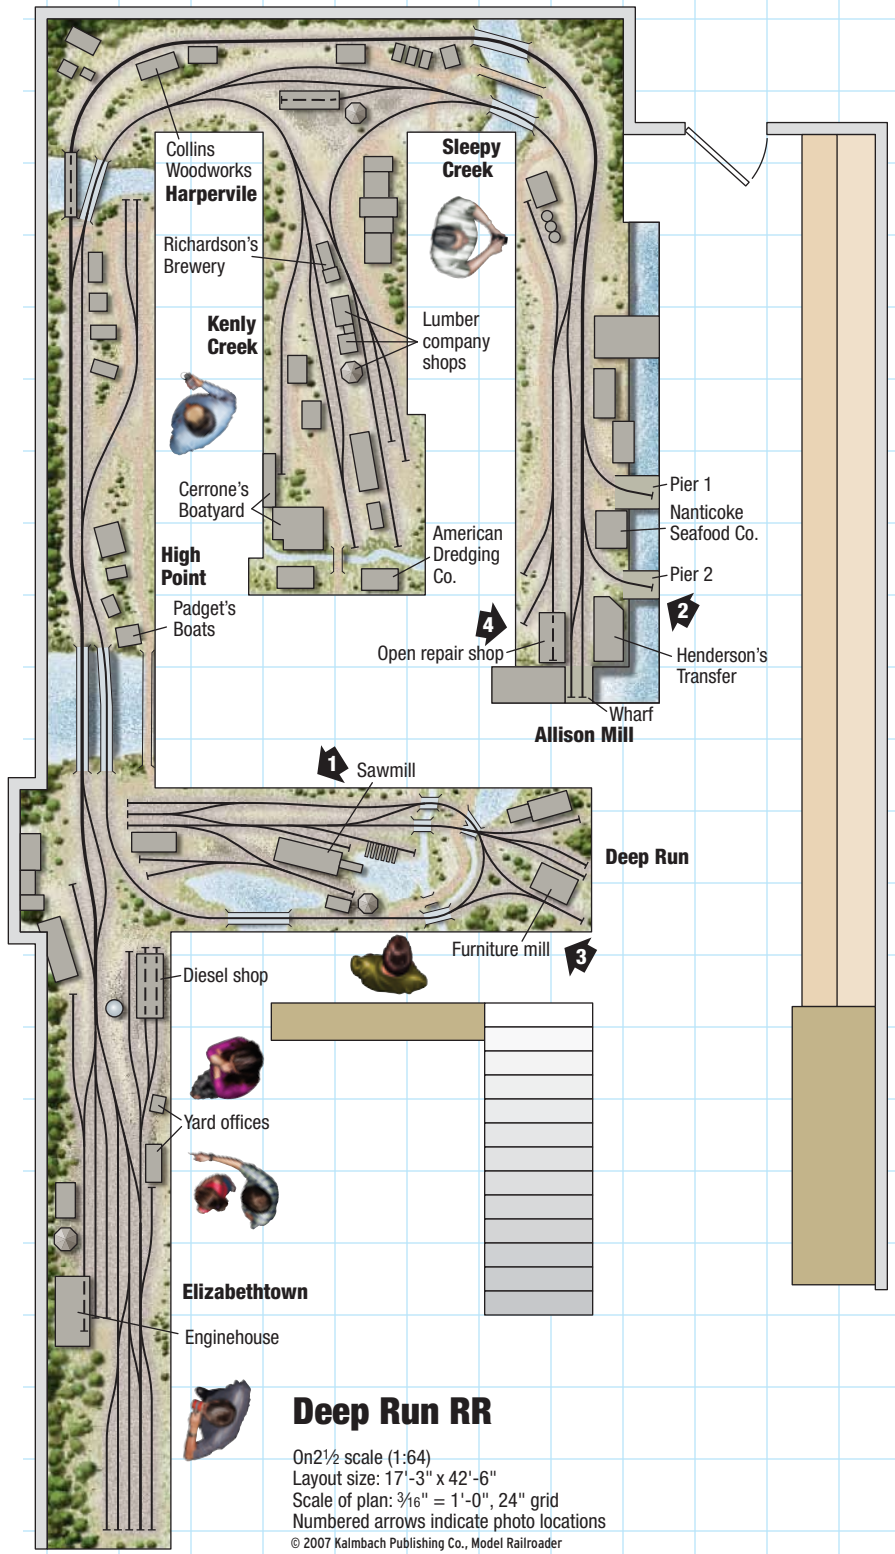 Collins
Woodworks
Harpervile
Sleepy
Creek
Richardson's
Brewery
Kenly
Creek
Lumber
company
shops
Cerrone's
Boatyard
High
Point
Padget's
Boats
American
Dredging
Co.
Pier 1
Nanticoke
Seafood Co.
Pier 2
2
4
Open repair shop
Henderson's
Transfer
Wharf
Allison Mill
1
Sawmill
Deep Run
Furniture mill
3
Diesel shop
Yard offices
Elizabethtown
Enginehouse
Deep Run RR
On2½ scale (1:64)
Layout size: 17'-3" x 42'-6"
Scale of plan: 3⁄16" = 1'-0", 24" grid
Numbered arrows indicate photo locations
© 2007 Kalmbach Publishing Co., Model Railroader